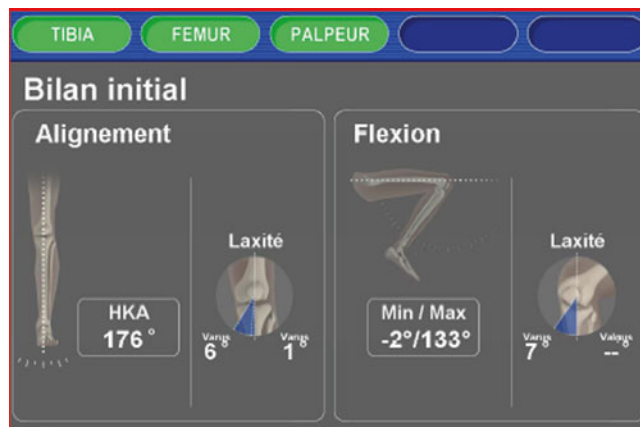 TIBIA FEMUR PALPEUR
Bilan initial
Alignement
Laxité
HKA
176°
Varus Varus
6° 1°
Flexion
Laxité
Min / Max
-2°/133°
Varus Valgus
7° --°